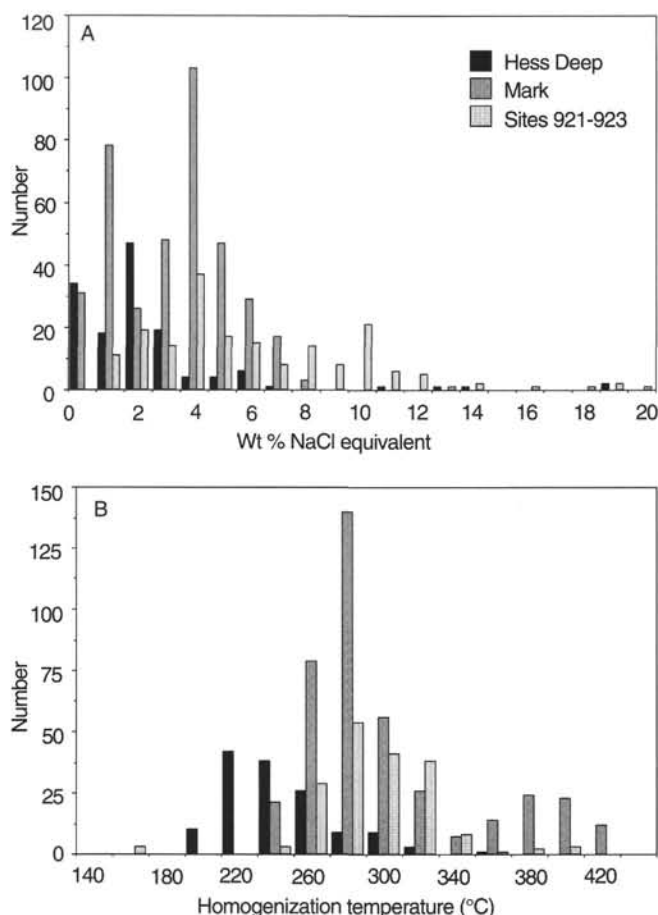 A
Number
120
100
80
60
40
20
0
Hess Deep
Mark
Sites 921-923
0 2 4 6 8 10 12 14 16 18 20
Wt % NaCl equivalent
B
Number
150
125
100
75
50
25
0
140 180 220 260 300 340 380 420
Homogenization temperature (°C)